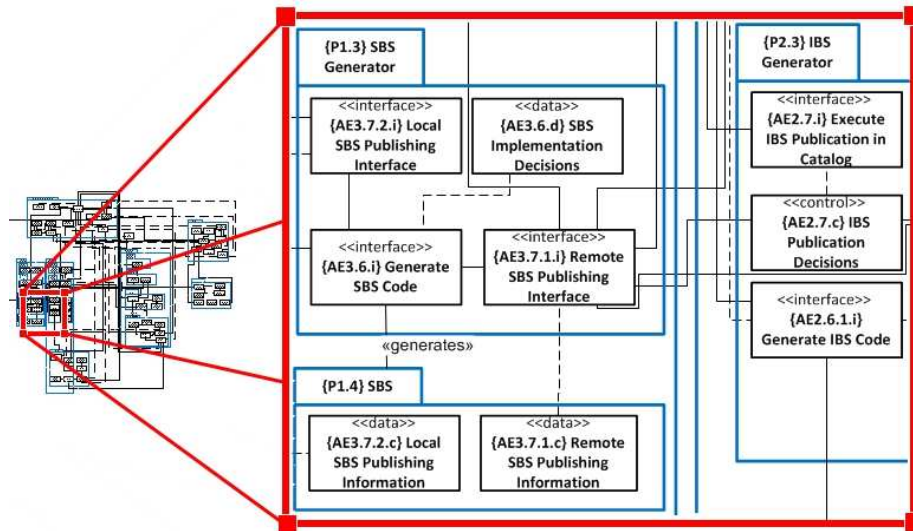 {P1.3} SBS
Generator
<<interface>>
{AE3.7.2.i} Local
SBS Publishing
Interface
<<data>>
{AE3.6.d} SBS
Implementation
Decisions
<<interface>>
{AE3.6.i} Generate
SBS Code
<<interface>>
{AE3.7.1.i} Remote
SBS Publishing
Interface
«generates»
{P1.4} SBS
<<data>>
{AE3.7.2.c} Local
SBS Publishing
Information
<<data>>
{AE3.7.1.c} Remote
SBS Publishing
Information
{P2.3} IBS
Generator
<<interface>>
{AE2.7.i} Execute
IBS Publication in
Catalog
<<control>>
{AE2.7.c} IBS
Publication
Decisions
<<interface>>
{AE2.6.1.i}
Generate IBS Code